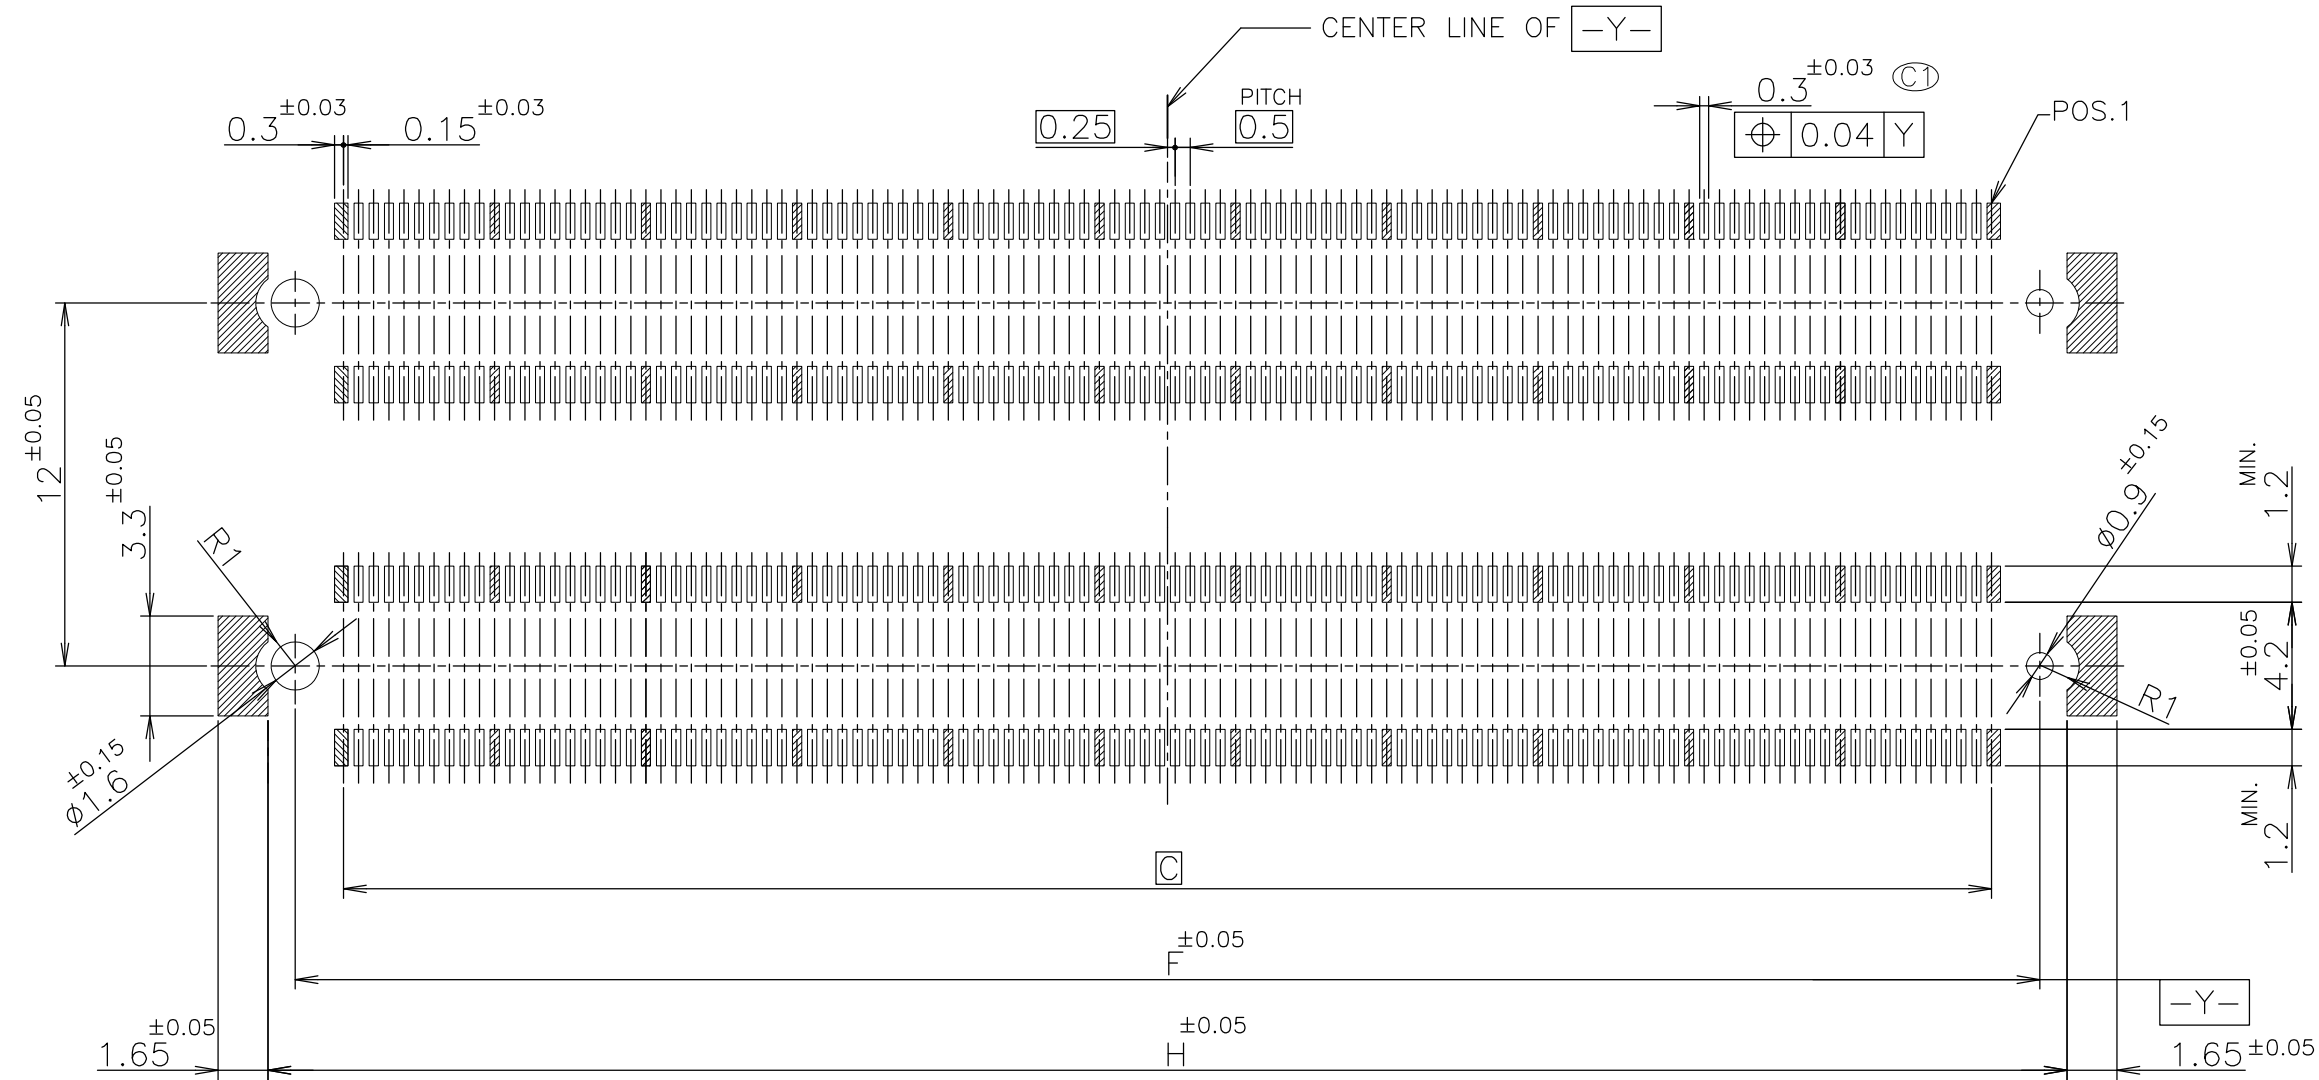 CENTER LINE OF -Y-
±0.03
0.3
±0.03
0.15
PITCH
0.25
0.5
±0.03
0.3
C1
⌖ 0.04 Y
POS.1
±0.05
12
±0.05
3.3
R1
±0.15
ø1.6
±0.15
ø0.9
R1
MIN.
1.2
±0.05
4.2
MIN.
1.2
C
±0.05
F
-Y-
±0.05
1.65
±0.05
H
1.65 ±0.05